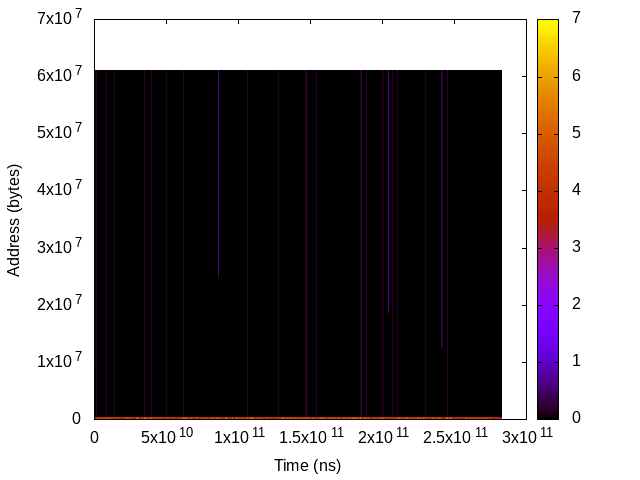 7x10 7
6x10 7
5x10 7
4x10 7
3x10 7
2x10 7
1x10 7
0
Address (bytes)
0 5x10 10 1x10 11 1.5x10 11 2x10 11 2.5x10 11 3x10 11
Time (ns)
7
6
5
4
3
2
1
0